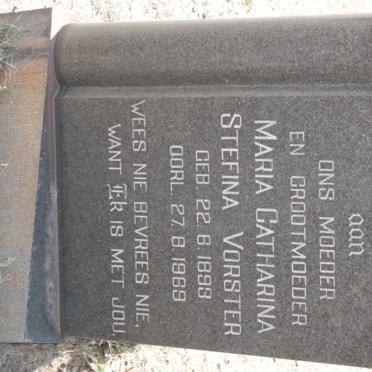 aan
ONS MOEDER
EN GROOTMOEDER
MARIA CATHARINA
STEFINA VORSTER
GEB. 22.6.1893
OORL. 27.8.1969
WEES NIE BEVREES NIE,
WANT EK IS MET JOU.